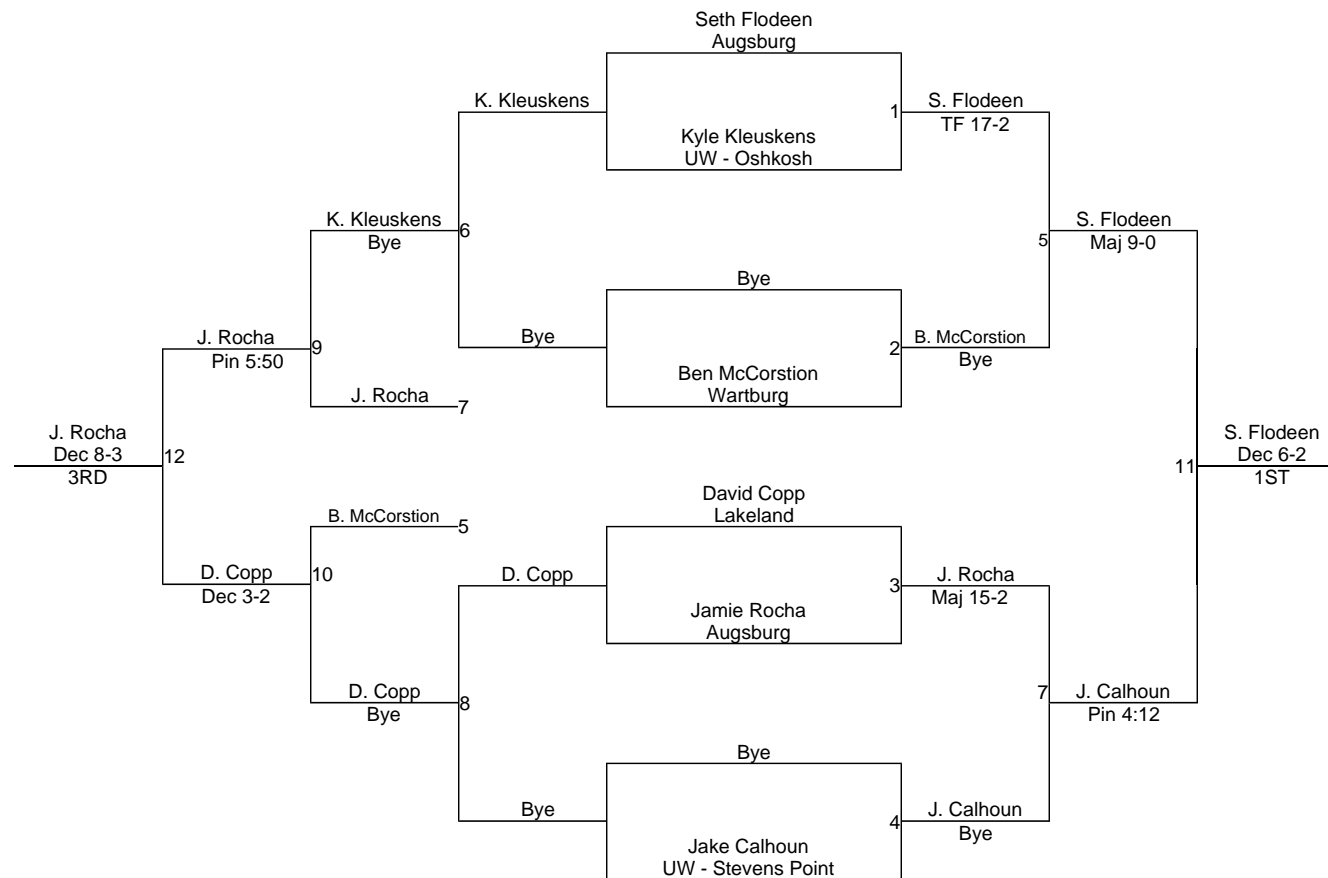 Seth Flodeen
Augsburg
K. Kleuskens
1
S. Flodeen
TF 17-2
Kyle Kleuskens
UW - Oshkosh
K. Kleuskens
Bye
6
5
S. Flodeen
Maj 9-0
Bye
J. Rocha
Pin 5:50
9
Bye
2
B. McCorstion
Bye
Ben McCorstion
Wartburg
J. Rocha
7
J. Rocha
Dec 8-3
3RD
12
11
S. Flodeen
Dec 6-2
1ST
David Copp
Lakeland
B. McCorstion
5
D. Copp
Dec 3-2
10
D. Copp
3
J. Rocha
Maj 15-2
Jamie Rocha
Augsburg
D. Copp
Bye
8
7
J. Calhoun
Pin 4:12
Bye
Bye
4
J. Calhoun
Bye
Jake Calhoun
UW - Stevens Point